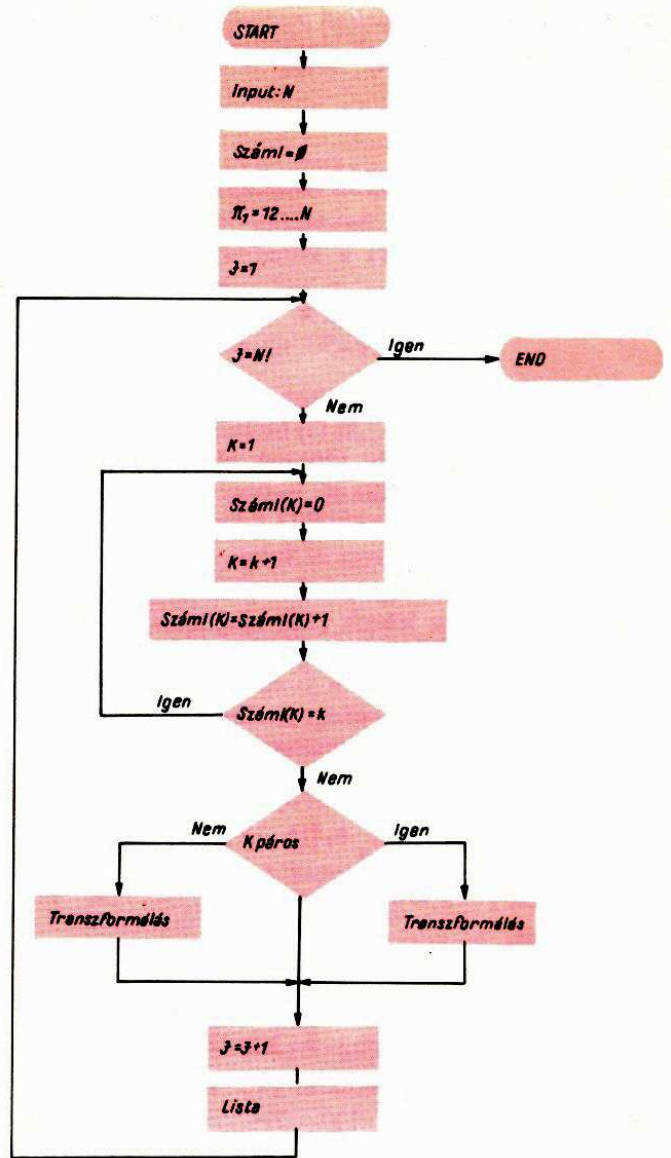 START
Input: N
Száml = Ø
π₁ = 12....N
J = 1
J = N!
Igen
END
Nem
K = 1
Száml(K) = 0
K = k + 1
Száml(K) = Száml(K) + 1
Igen
Száml(K) = k
Nem
Nem
K páros
Igen
Transzformálás
Transzformálás
J = J + 1
Lista